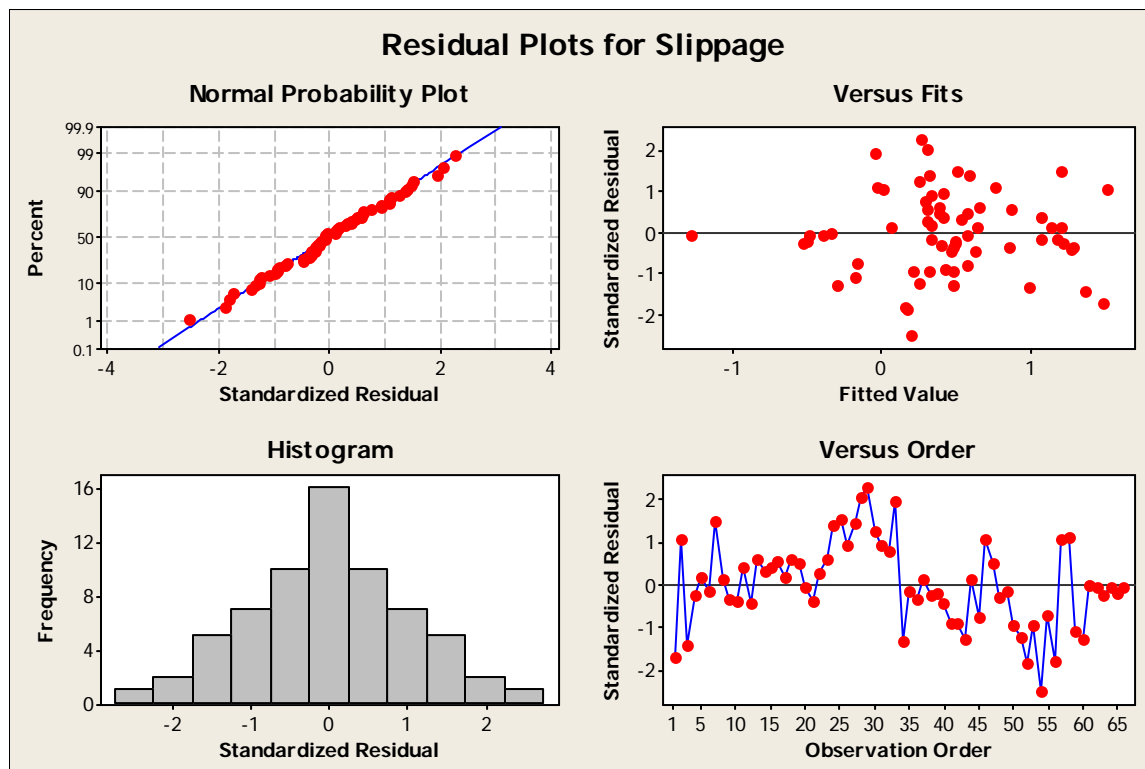 Residual Plots for Slippage
Normal Probability Plot
Percent
99.9
99
90
50
10
1
0.1
-4 -2 0 2 4
Standardized Residual
Versus Fits
Standardized Residual
2
1
0
-1
-2
-1 0 1
Fitted Value
Histogram
Frequency
16
12
8
4
0
-2 -1 0 1 2
Standardized Residual
Versus Order
Standardized Residual
2
1
0
-1
-2
1 5 10 15 20 25 30 35 40 45 50 55 60 65
Observation Order